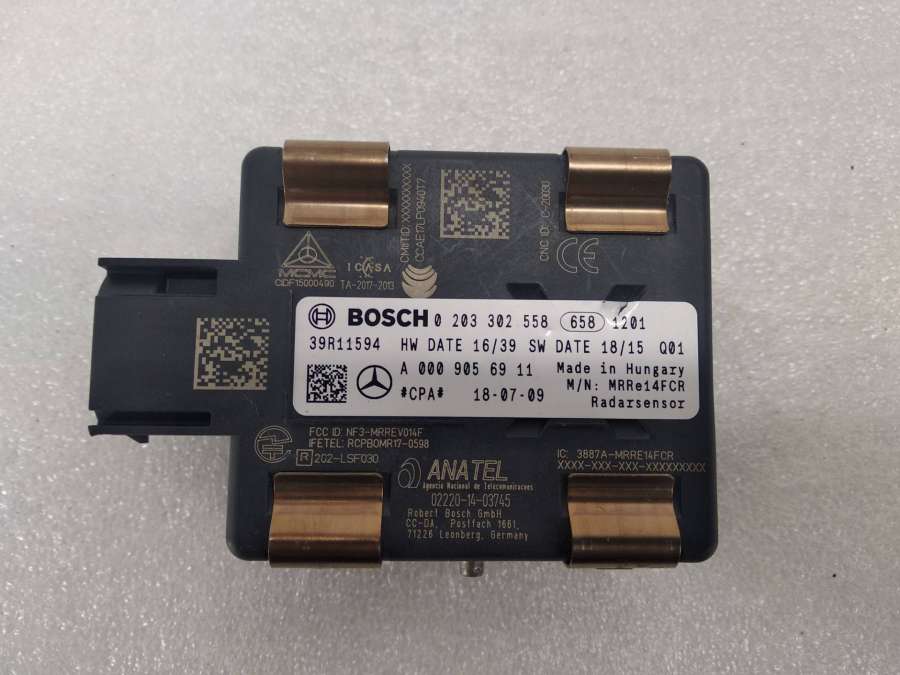 CMIIT ID: XXXXXXXXXX
CCAE17LP0940T7
CNC ID: C-20030
CE
MCMC
CIDF15000490
ICASA
TA-2017-2013
BOSCH 0 203 302 558 658 1201
39R11594 HW DATE 16/39 SW DATE 18/15 Q01
A 000 905 69 11 Made in Hungary
#CPA# 18-07-09 M/N: MRRe14FCR
Radarsensor
FCC ID: NF3-MRREVO14F
IFETEL: RCPBOMR17-0598
R 202-LSF030
IC: 3887A-MRRE14FCR
XXXX-XXX-XXX-XXXXXXXXX
ANATEL
Agência Nacional de Telecomunicações
02220-14-03745
Robert Bosch GmbH
CC-DA, Postfach 1661,
71226 Leonberg, Germany